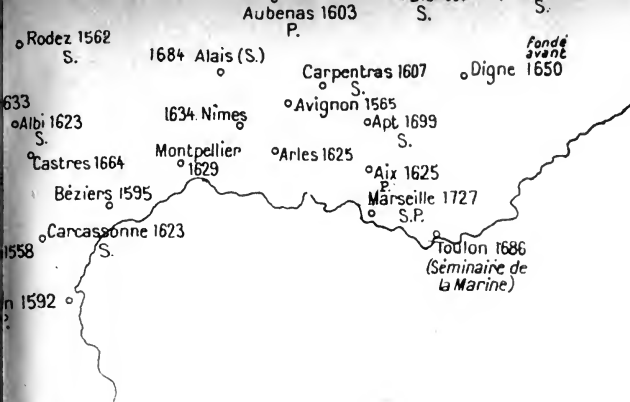 Aubenas 1603
P.
S.
S.
Rodez 1562
S.
1684 Alais (S.)
Carpentras 1607
S.
Fondé
avant
Digne 1650
1633
Albi 1623
S.
1634 Nîmes
Avignon 1565
Apt 1699
S.
Castres 1664
Montpellier
1629
Arles 1625
Aix 1625
P.
Béziers 1595
Marseille 1727
S.P.
Carcassonne 1623
S.
1558
Toulon 1686
(Séminaire de
la Marine)
n 1592